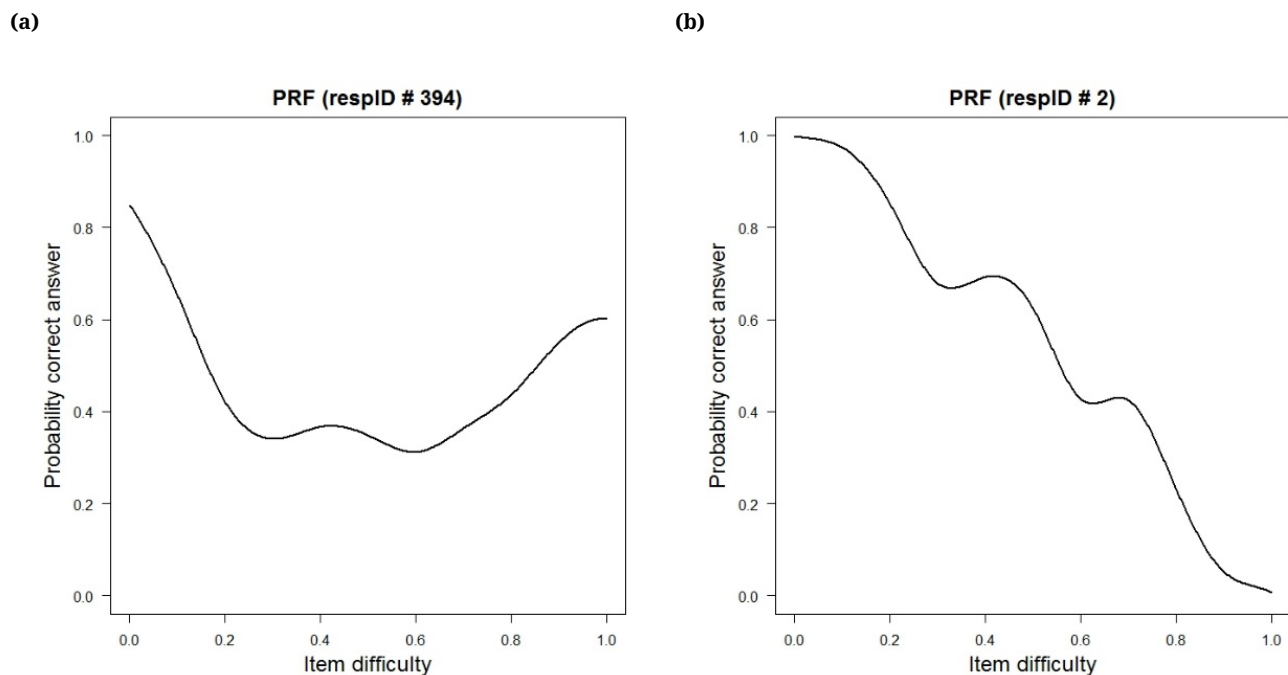 (a)
PRF (respID # 394)
Probability correct answer
1.0
0.8
0.6
0.4
0.2
0.0
0.0 0.2 0.4 0.6 0.8 1.0
Item difficulty
(b)
PRF (respID # 2)
Probability correct answer
1.0
0.8
0.6
0.4
0.2
0.0
0.0 0.2 0.4 0.6 0.8 1.0
Item difficulty